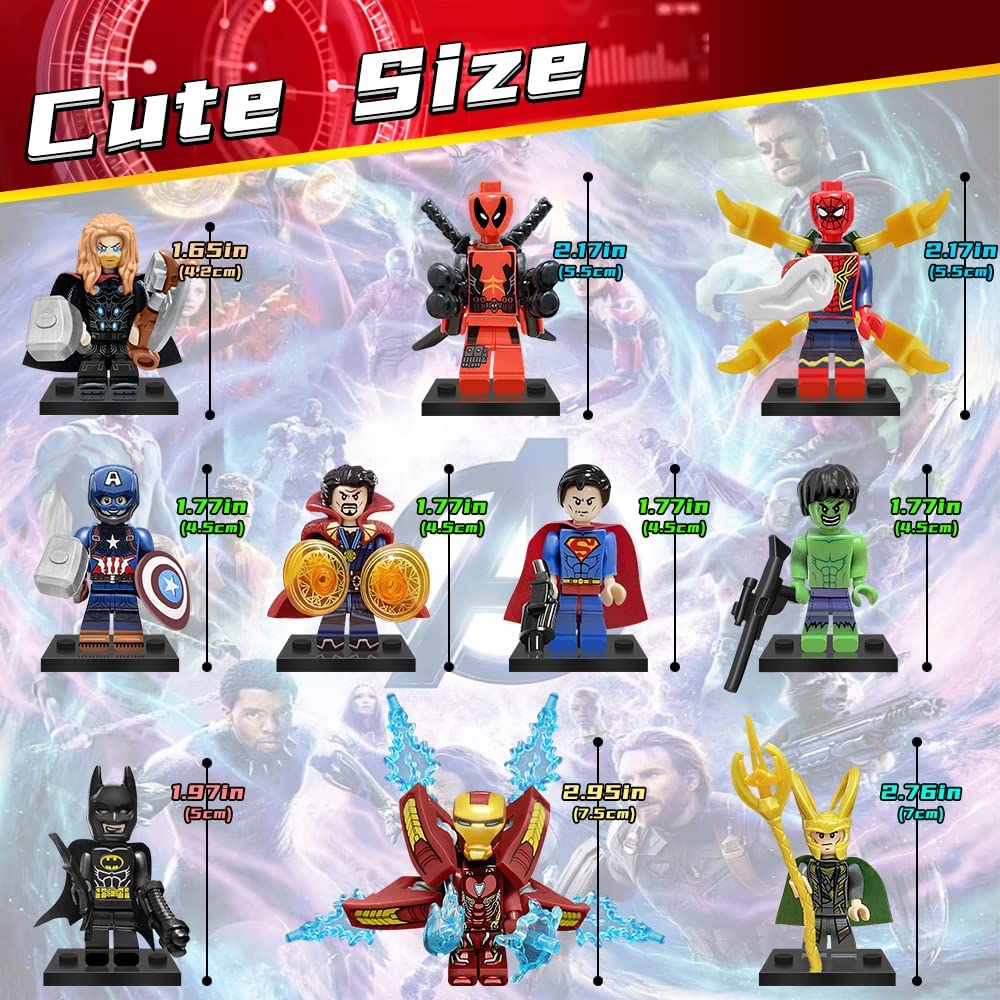 Cute Size
1.65in
(4.2cm)
2.17in
(5.5cm)
2.17in
(5.5cm)
A
1.77in
(4.5cm)
1.77in
(4.5cm)
S
1.77in
(4.5cm)
1.77in
(4.5cm)
1.97in
(5cm)
2.95in
(7.5cm)
2.76in
(7cm)